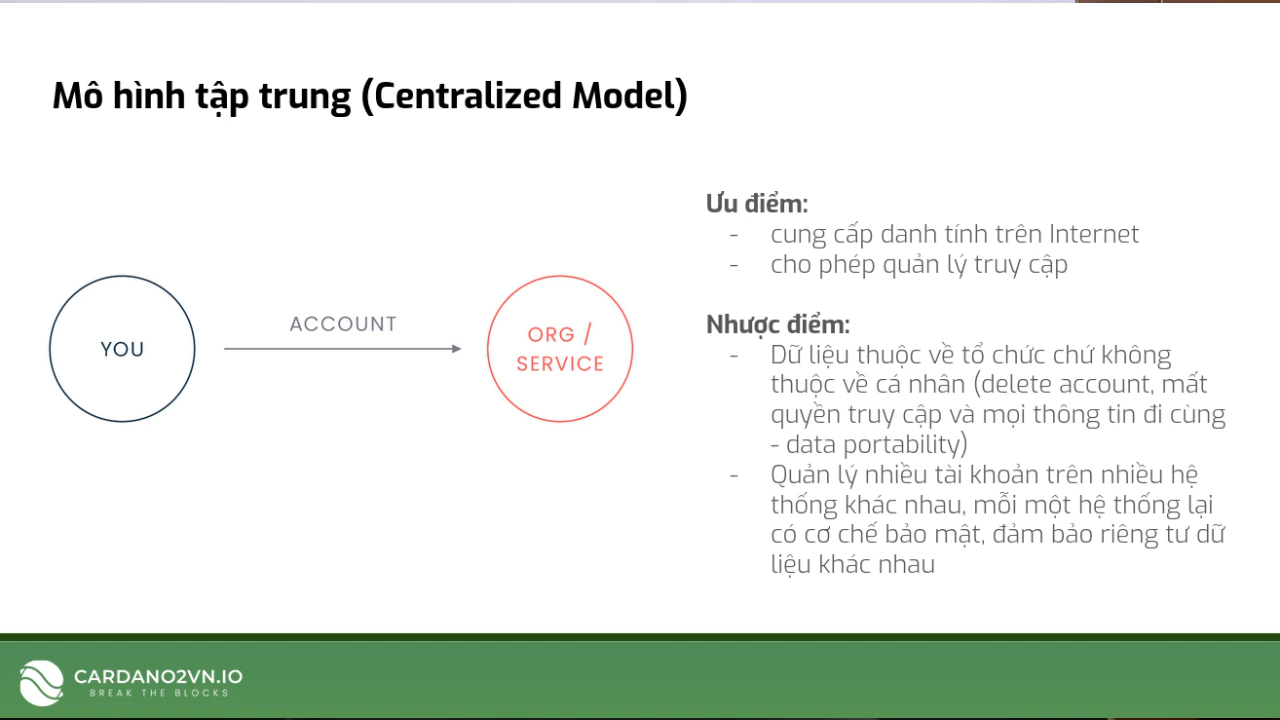 Mô hình tập trung (Centralized Model)
YOU
ACCOUNT
ORG /
SERVICE
Ưu điểm:
- cung cấp danh tính trên Internet
- cho phép quản lý truy cập
Nhược điểm:
- Dữ liệu thuộc về tổ chức chứ không
thuộc về cá nhân (delete account, mất
quyền truy cập và mọi thông tin đi cùng
- data portability)
- Quản lý nhiều tài khoản trên nhiều hệ
thống khác nhau, mỗi một hệ thống lại
có cơ chế bảo mật, đảm bảo riêng tư dữ
liệu khác nhau
CARDANO2VN.IO
BREAK THE BLOCKS